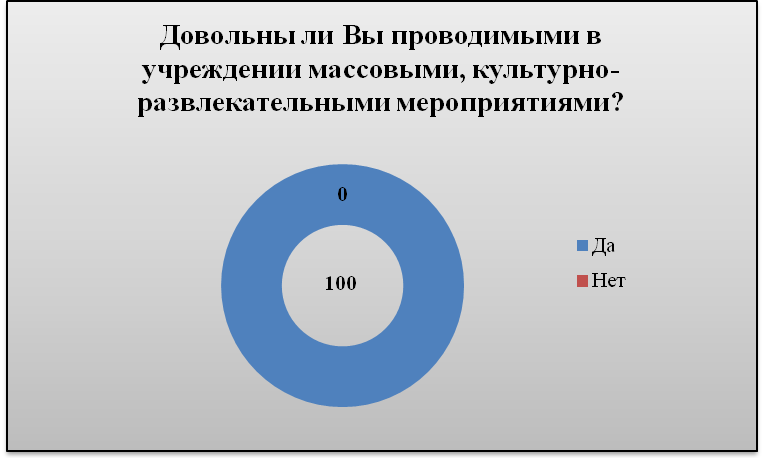 Довольны ли Вы проводимыми в
учреждении массовыми, культурно-
развлекательными мероприятиями?
0
100
Да
Нет